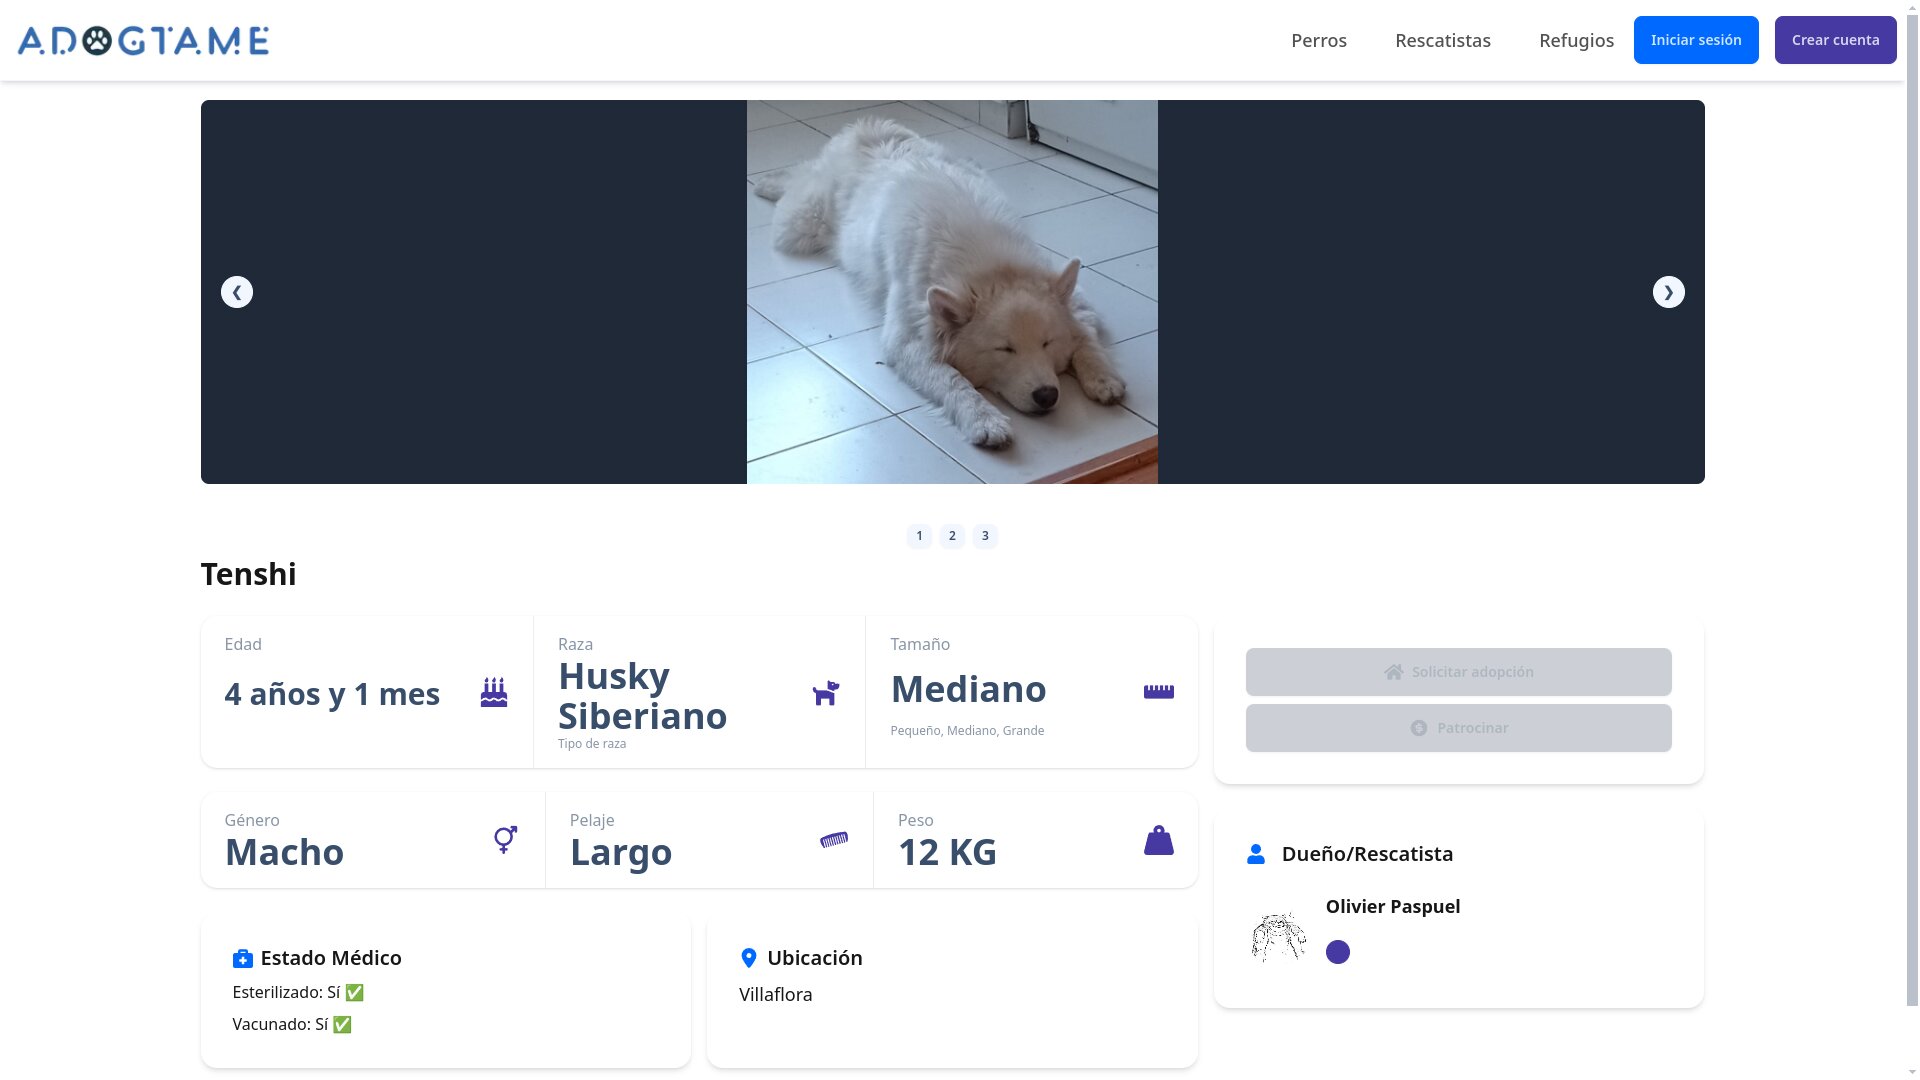 ADOGTAME
Perros
Rescatistas
Refugios
Iniciar sesión
Crear cuenta
❮
❯
1
2
3
Tenshi
Edad
4 años y 1 mes
Raza
Husky
Siberiano
Tipo de raza
Tamaño
Mediano
Pequeño, Mediano, Grande
Solicitar adopción
Patrocinar
Género
Macho
Pelaje
Largo
Peso
12 KG
Dueño/Rescatista
Olivier Paspuel
Estado Médico
Esterilizado: Sí ✅
Vacunado: Sí ✅
Ubicación
Villaflora